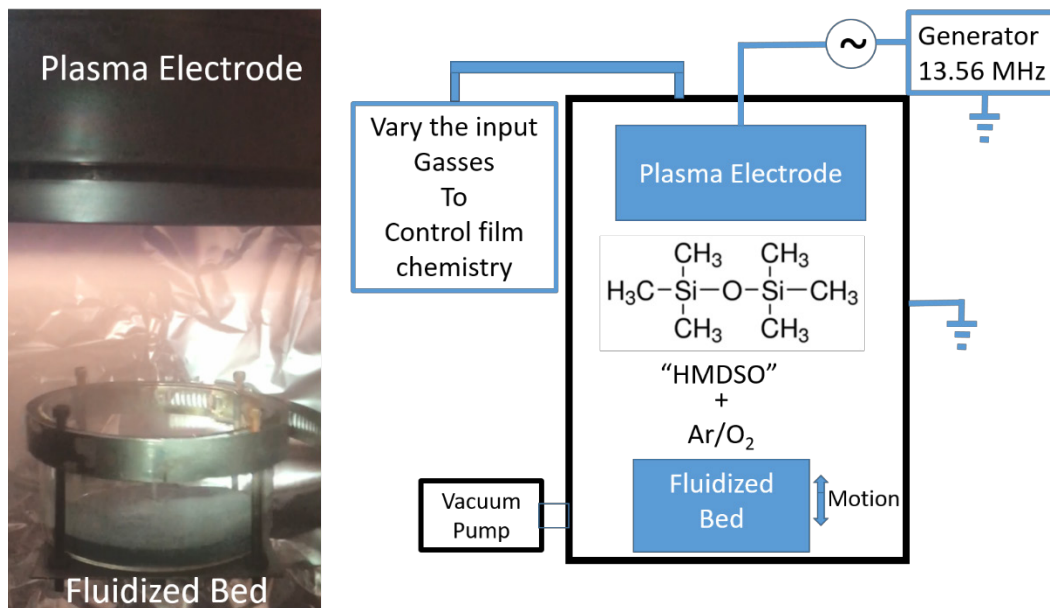 Plasma Electrode
Fluidized Bed
Generator
13.56 MHz
~
Vary the input
Gasses
To
Control film
chemistry
Plasma Electrode
CH₃ CH₃
H₃C–Si–O–Si–CH₃
CH₃ CH₃
“HMDSO”
+
Ar/O₂
Fluidized
Bed
Motion
Vacuum
Pump